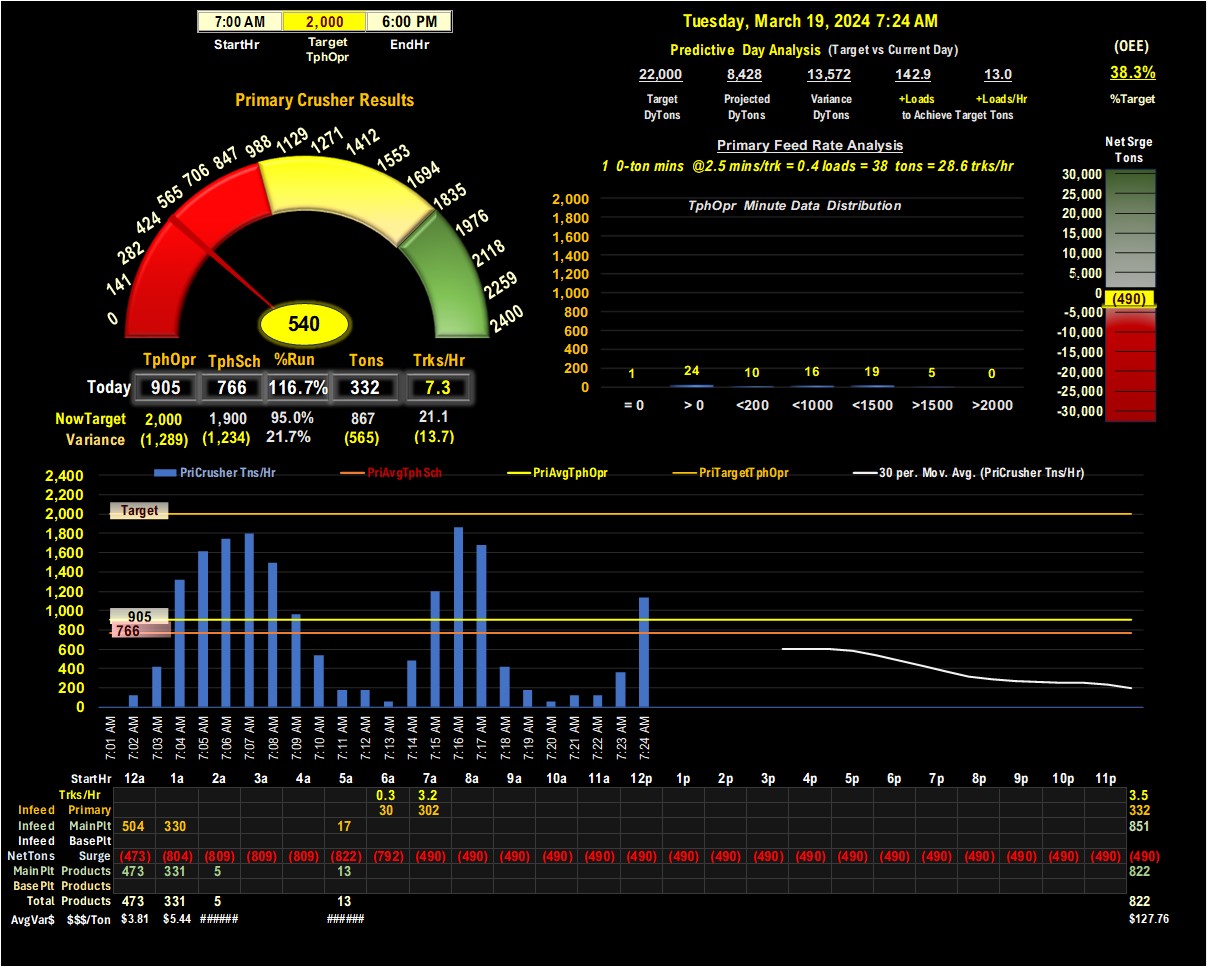 7:00 AM 2,000 6:00 PM
StartHr Target TphOpr EndHr
Tuesday, March 19, 2024 7:24 AM
Predictive Day Analysis (Target vs Current Day)
22,000 8,428 13,572 142.9 13.0
Target DyTons Projected DyTons Variance DyTons +Loads +Loads/Hr
to Achieve Target Tons
(OEE)
38.3%
%Target
Primary Crusher Results
0 141 282 424 565 706 847 988 1129 1271 1412 1553 1694 1835 1976 2118 2259 2400
540
TphOpr TphSch %Run Tons Trks/Hr
Today 905 766 116.7% 332 7.3
NowTarget 2,000 1,900 95.0% 867 21.1
Variance (1,289) (1,234) 21.7% (565) (13.7)
Primary Feed Rate Analysis
1 0-ton mins @2.5 mins/trk = 0.4 loads = 38 tons = 28.6 trks/hr
TphOpr Minute Data Distribution
2,000
1,800
1,600
1,400
1,200
1,000
800
600
400
200
0
1 24 10 16 19 5 0
= 0 > 0 <200 <1000 <1500 >1500 >2000
Net Srge
Tons
30,000
25,000
20,000
15,000
10,000
5,000
0
(490)
-5,000
-10,000
-15,000
-20,000
-25,000
-30,000
PriCrusher Tns/Hr PriAvgTphSch PriAvgTphOpr PriTargetTphOpr 30 per. Mov. Avg. (PriCrusher Tns/Hr)
2,400
2,200
2,000
1,800
1,600
1,400
1,200
1,000
800
600
400
200
0
Target
905
766
7:01 AM 7:02 AM 7:03 AM 7:04 AM 7:05 AM 7:06 AM 7:07 AM 7:08 AM 7:09 AM 7:10 AM 7:11 AM 7:12 AM 7:13 AM 7:14 AM 7:15 AM 7:16 AM 7:17 AM 7:18 AM 7:19 AM 7:20 AM 7:21 AM 7:22 AM 7:23 AM 7:24 AM
StartHr 12a 1a 2a 3a 4a 5a 6a 7a 8a 9a 10a 11a 12p 1p 2p 3p 4p 5p 6p 7p 8p 9p 10p 11p
Trks/Hr 0.3 3.2 3.5
Infeed Primary 30 302 332
Infeed MainPlt 504 330 17 851
Infeed BasePlt
NetTons Surge (473) (804) (809) (809) (809) (822) (792) (490) (490) (490) (490) (490) (490) (490) (490) (490) (490) (490) (490) (490) (490) (490) (490) (490) (490)
MainPlt Products 473 331 5 13 822
BasePlt Products
Total Products 473 331 5 13 822
AvgVar$ $$$/Ton $3.81 $5.44 ###### ###### $127.76